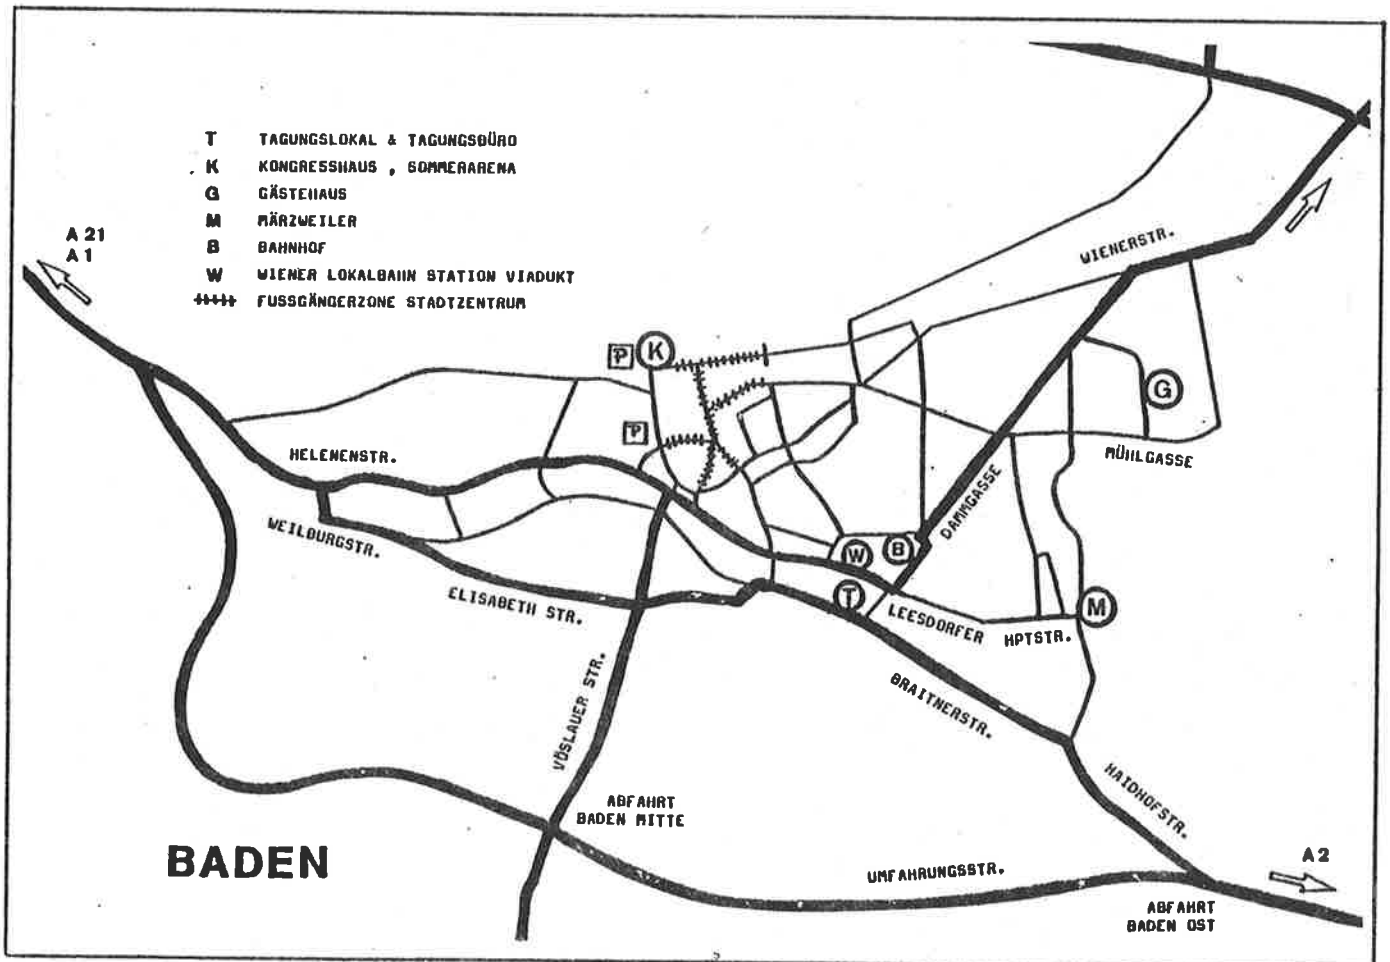 T TAGUNGSLOKAL & TAGUNGSBÜRO
K KONGRESSHAUS , SOMMERARENA
G GÄSTEHAUS
M MÄRZWEILER
B BAHNHOF
W WIENER LOKALBAHN STATION VIADUKT
FUSSGÄNGERZONE STADTZENTRUM
A 21
A 1
WIENERSTR.
P
K
G
P
HELENENSTR.
MÜHLGASSE
DAMMGASSE
WEILBURGSTR.
W
B
ELISABETH STR.
T
LEESDORFER
HPTSTR.
M
BRAITNERSTR.
VÖSLAUER STR.
HAIDHOFSTR.
ABFAHRT
BADEN MITTE
BADEN
UMFAHRUNGSSTR.
A 2
ABFAHRT
BADEN OST